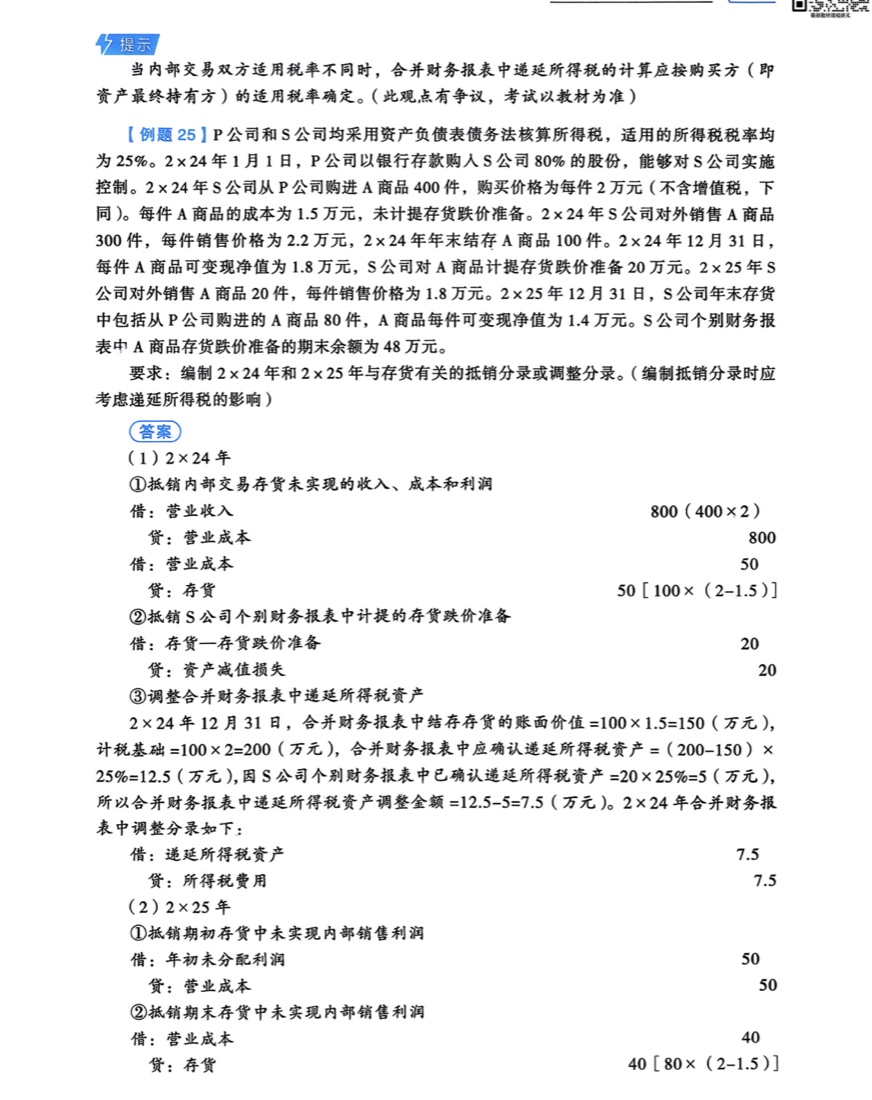 提示
当内部交易双方适用税率不同时，合并财务报表中递延所得税的计算应按购买方（即
资产最终持有方）的适用税率确定。（此观点有争议，考试以教材为准）
【例题 25】P 公司和 S 公司均采用资产负债表债务法核算所得税，适用的所得税税率均
为 25%。2×24 年 1 月 1 日，P 公司以银行存款购入 S 公司 80% 的股份，能够对 S 公司实施
控制。2×24 年 S 公司从 P 公司购进 A 商品 400 件，购买价格为每件 2 万元（不含增值税，下
同）。每件 A 商品的成本为 1.5 万元，未计提存货跌价准备。2×24 年 S 公司对外销售 A 商品
300 件，每件销售价格为 2.2 万元，2×24 年年末结存 A 商品 100 件。2×24 年 12 月 31 日，
每件 A 商品可变现净值为 1.8 万元，S 公司对 A 商品计提存货跌价准备 20 万元。2×25 年 S
公司对外销售 A 商品 20 件，每件销售价格为 1.8 万元。2×25 年 12 月 31 日，S 公司年末存货
中包括从 P 公司购进的 A 商品 80 件，A 商品每件可变现净值为 1.4 万元。S 公司个别财务报
表中 A 商品存货跌价准备的期末余额为 48 万元。
要求：编制 2×24 年和 2×25 年与存货有关的抵销分录或调整分录。（编制抵销分录时应
考虑递延所得税的影响）
答案
（1）2×24 年
①抵销内部交易存货未实现的收入、成本和利润
借：营业收入 800（400×2）
贷：营业成本 800
借：营业成本 50
贷：存货 50［100×（2-1.5）］
②抵销 S 公司个别财务报表中计提的存货跌价准备
借：存货—存货跌价准备 20
贷：资产减值损失 20
③调整合并财务报表中递延所得税资产
2×24 年 12 月 31 日，合并财务报表中结存存货的账面价值 =100×1.5=150（万元），
计税基础 =100×2=200（万元），合并财务报表中应确认递延所得税资产 =（200-150）×
25%=12.5（万元），因 S 公司个别财务报表中已确认递延所得税资产 =20×25%=5（万元），
所以合并财务报表中递延所得税资产调整金额 =12.5-5=7.5（万元）。2×24 年合并财务报
表中调整分录如下：
借：递延所得税资产 7.5
贷：所得税费用 7.5
（2）2×25 年
①抵销期初存货中未实现内部销售利润
借：年初未分配利润 50
贷：营业成本 50
②抵销期末存货中未实现内部销售利润
借：营业成本 40
贷：存货 40［80×（2-1.5）］